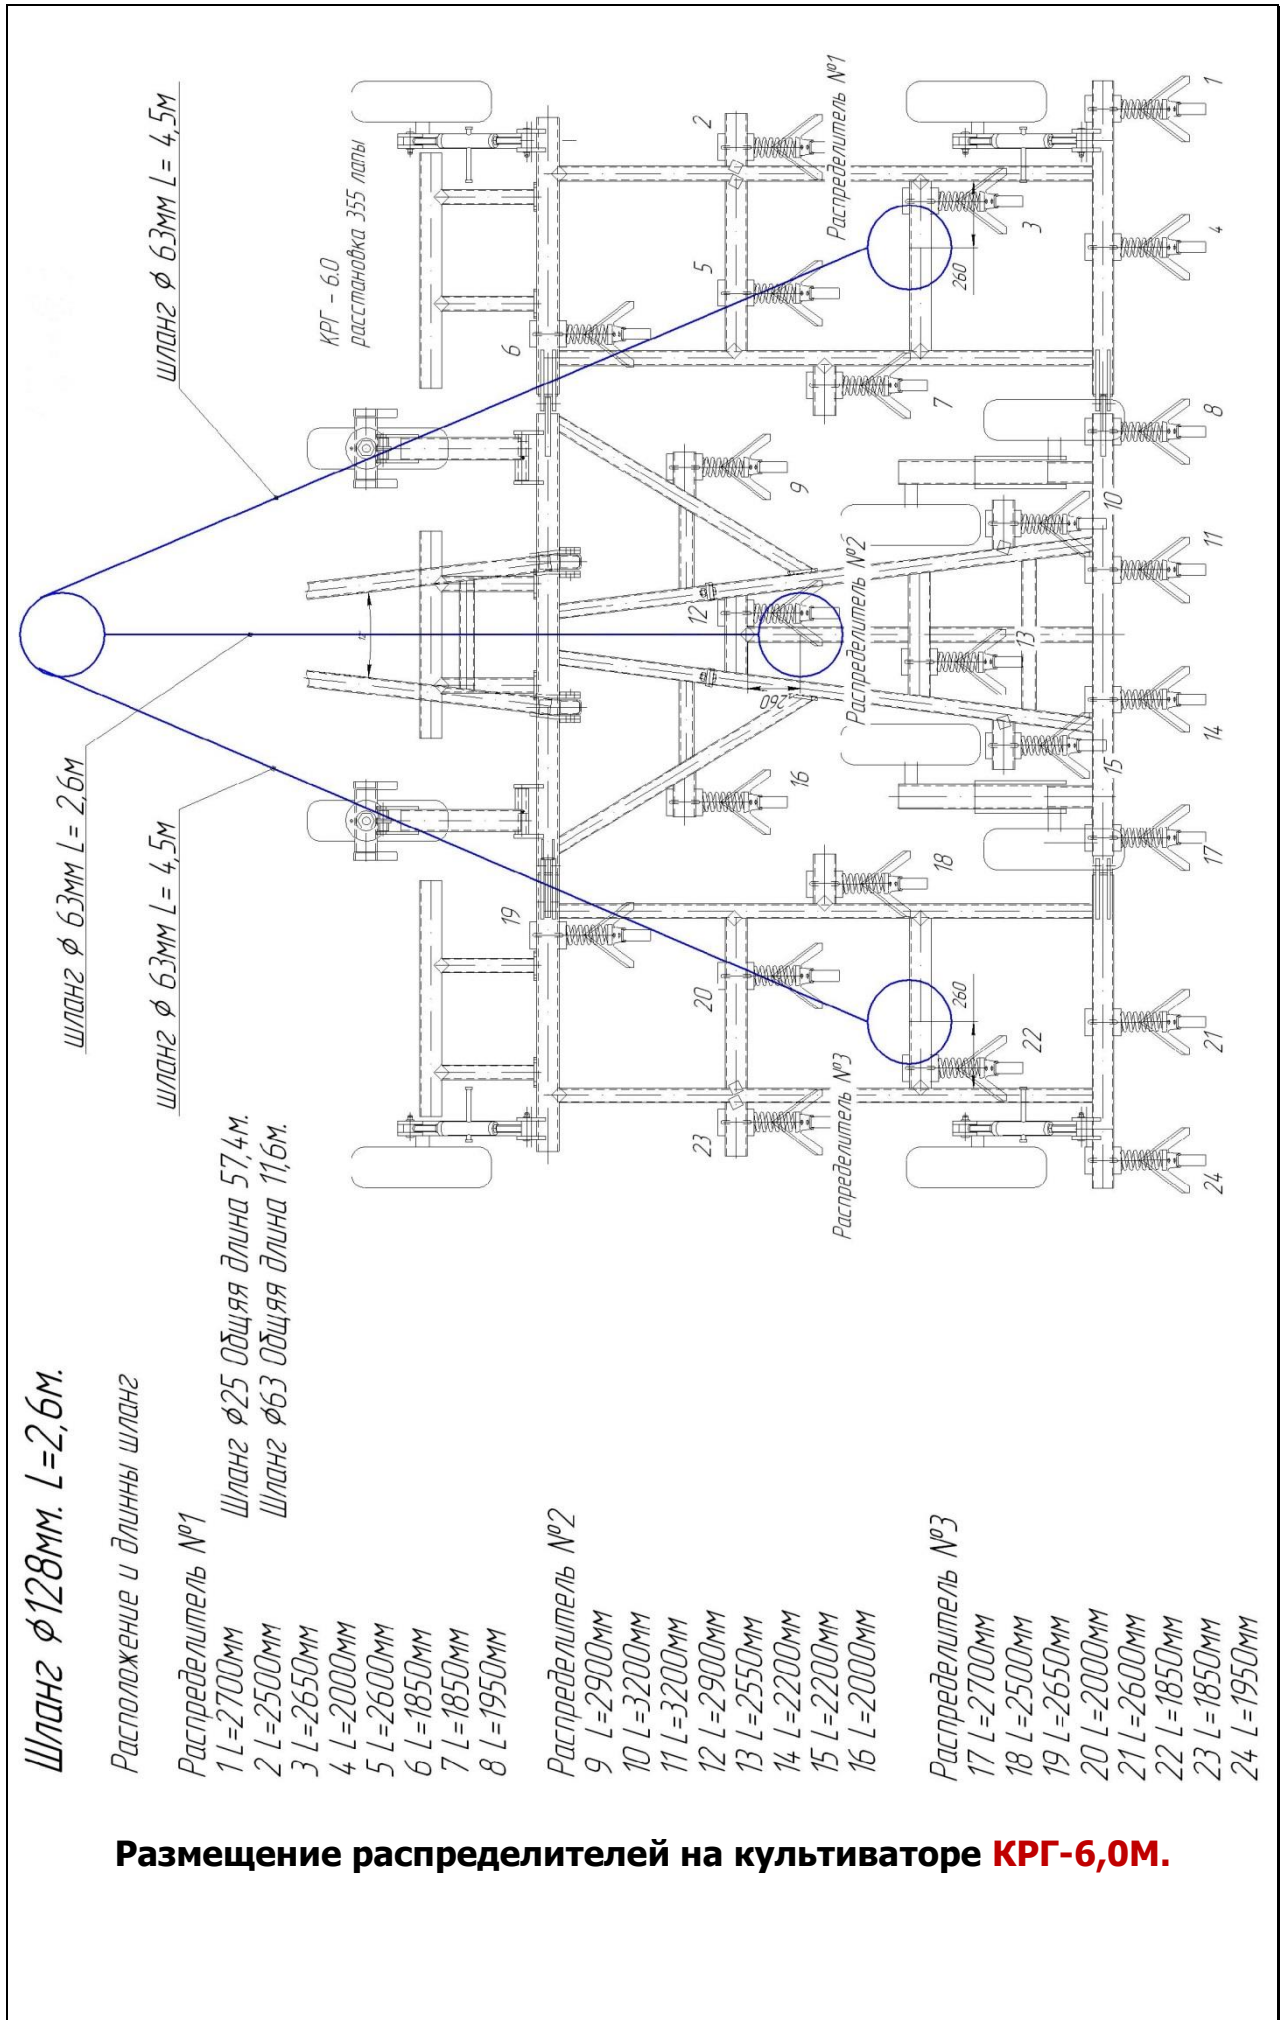 Шланг ϕ128мм. L=2,6м.
Расположение и длинны шланг
Шланг ϕ25 Общяя длина 57,4м.
Шланг ϕ63 Общяя длина 11,6м.
Распределитель №1
1 L=2700мм
2 L=2500мм
3 L=2650мм
4 L=2000мм
5 L=2600мм
6 L=1850мм
7 L=1850мм
8 L=1950мм
Распределитель №2
9 L=2900мм
10 L=3200мм
11 L=3200мм
12 L=2900мм
13 L=2550мм
14 L=2200мм
15 L=2200мм
16 L=2000мм
Распределитель №3
17 L=2700мм
18 L=2500мм
19 L=2650мм
20 L=2000мм
21 L=2600мм
22 L=1850мм
23 L=1850мм
24 L=1950мм
шланг ϕ 63мм L= 2,6м
шланг ϕ 63мм L= 4,5м
шланг ϕ 63мм L= 4,5м
КРГ - 6.0
расстановка 355 лапы
Распределитель №1
Распределитель №2
Распределитель №3
260
260
260
1
2
3
4
5
6
7
8
9
10
11
12
13
14
15
16
17
18
19
20
21
22
23
24
Размещение распределителей на культиваторе КРГ-6,0М.